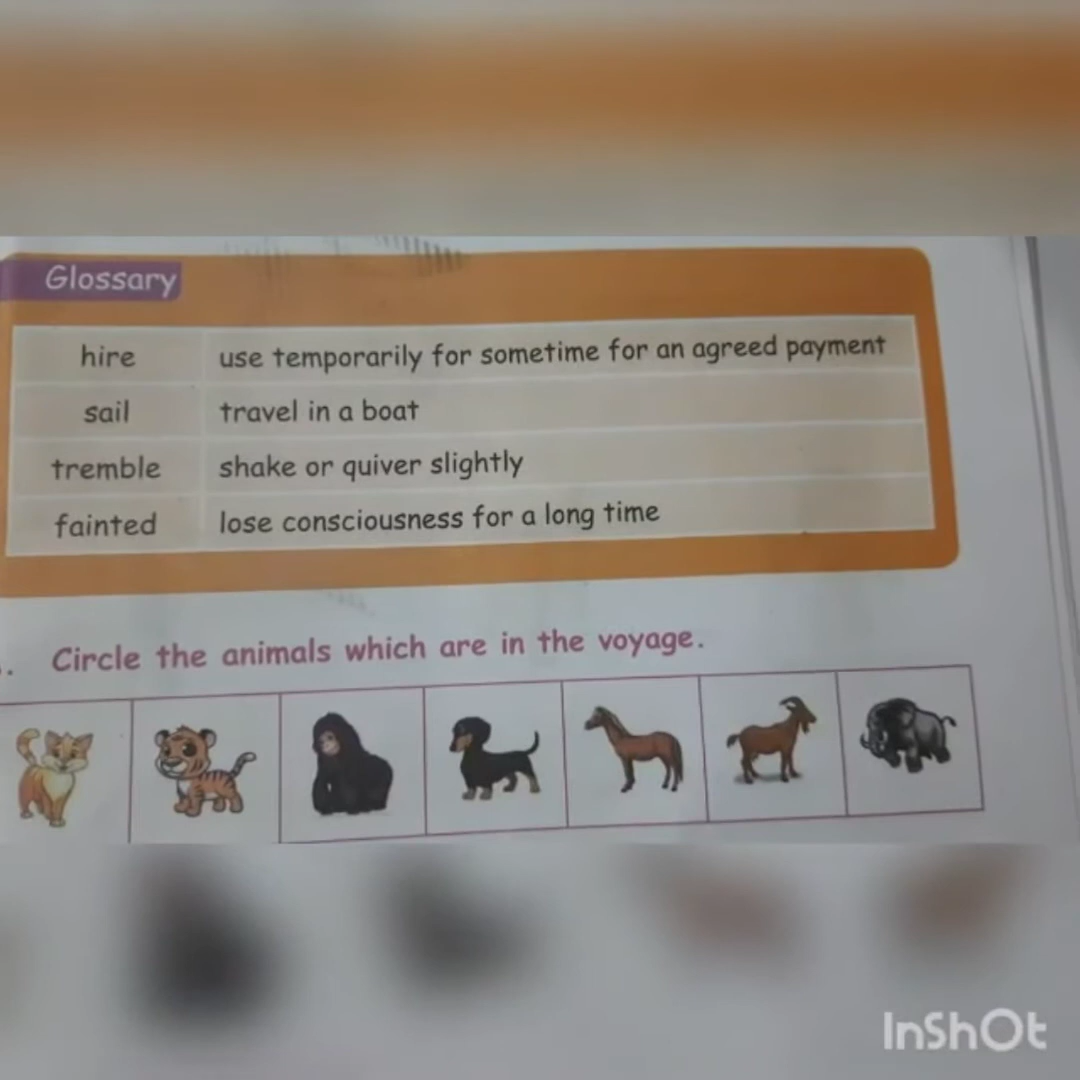 Glossary
hire use temporarily for sometime for an agreed payment
sail travel in a boat
tremble shake or quiver slightly
fainted lose consciousness for a long time
. Circle the animals which are in the voyage.
InShOt